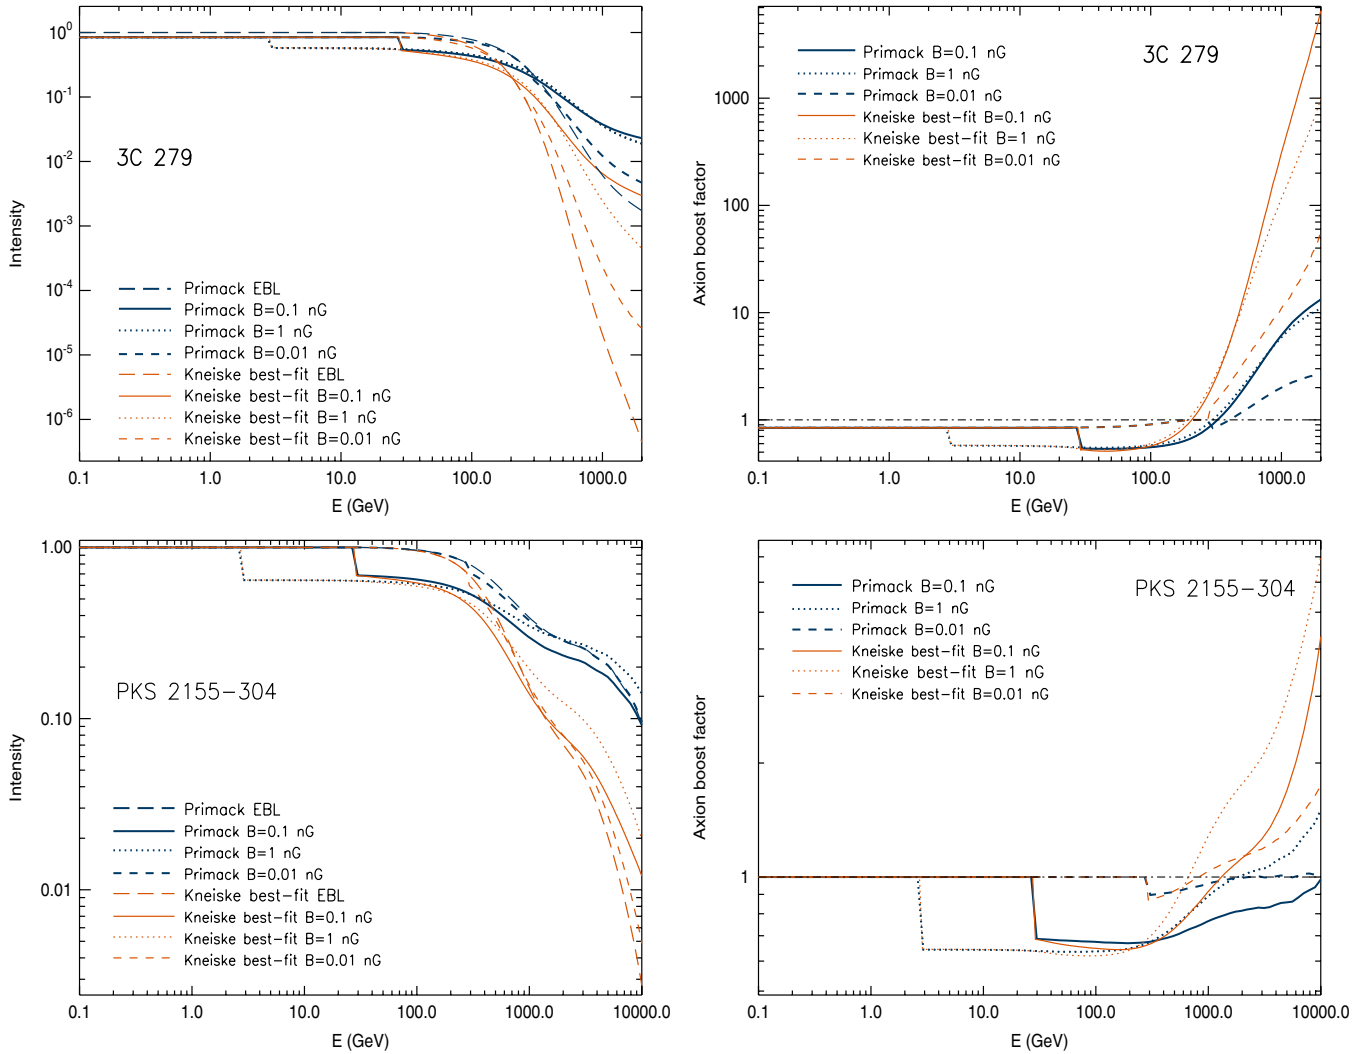 10^0
10^-1
10^-2
10^-3
10^-4
10^-5
10^-6
Intensity
3C 279
Primack EBL
Primack B=0.1 nG
Primack B=1 nG
Primack B=0.01 nG
Kneiske best-fit EBL
Kneiske best-fit B=0.1 nG
Kneiske best-fit B=1 nG
Kneiske best-fit B=0.01 nG
0.1 1.0 10.0 100.0 1000.0
E (GeV)
1000
100
10
1
Axion boost factor
3C 279
Primack B=0.1 nG
Primack B=1 nG
Primack B=0.01 nG
Kneiske best-fit B=0.1 nG
Kneiske best-fit B=1 nG
Kneiske best-fit B=0.01 nG
0.1 1.0 10.0 100.0 1000.0
E (GeV)
1.00
0.10
0.01
Intensity
PKS 2155-304
Primack EBL
Primack B=0.1 nG
Primack B=1 nG
Primack B=0.01 nG
Kneiske best-fit EBL
Kneiske best-fit B=0.1 nG
Kneiske best-fit B=1 nG
Kneiske best-fit B=0.01 nG
0.1 1.0 10.0 100.0 1000.0 10000.0
E (GeV)
1
Axion boost factor
PKS 2155-304
Primack B=0.1 nG
Primack B=1 nG
Primack B=0.01 nG
Kneiske best-fit B=0.1 nG
Kneiske best-fit B=1 nG
Kneiske best-fit B=0.01 nG
0.1 1.0 10.0 100.0 1000.0 10000.0
E (GeV)